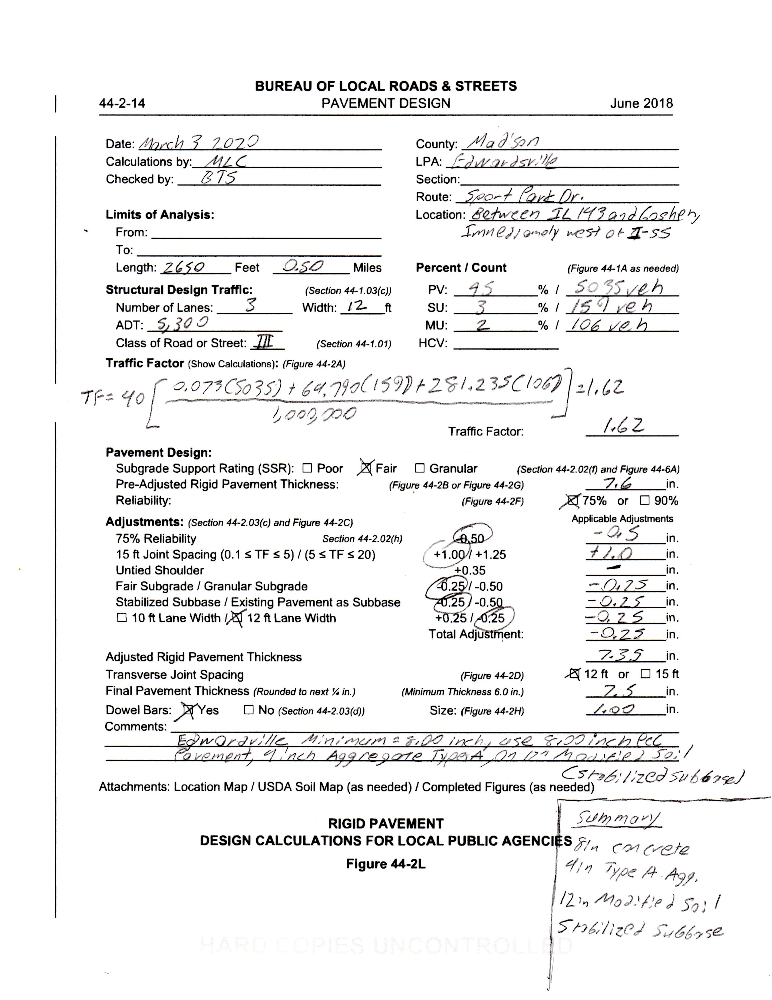 BUREAU OF LOCAL ROADS & STREETS
44-2-14 PAVEMENT DESIGN June 2018
Date: March 3 2020 County: Madison
Calculations by: MLC LPA: Edwardsville
Checked by: BTS Section:
Route: Sport Park Dr.
Limits of Analysis: Location: Between IL 143 and Goshen,
From: Immediately west of I-55
To:
Length: 2650 Feet 0.50 Miles Percent / Count (Figure 44-1A as needed)
Structural Design Traffic: (Section 44-1.03(c)) PV: 95 % / 5035 veh
Number of Lanes: 3 Width: 12 ft SU: 3 % / 159 veh
ADT: 5,300 MU: 2 % / 106 veh
Class of Road or Street: III (Section 44-1.01) HCV:
Traffic Factor (Show Calculations): (Figure 44-2A)
TF = 40 [ 0.073(5035) + 64.790(159) + 281.235(106) ] = 1.62
1,000,000
Traffic Factor: 1.62
Pavement Design:
Subgrade Support Rating (SSR): ☐ Poor ☒ Fair ☐ Granular (Section 44-2.02(f) and Figure 44-6A)
Pre-Adjusted Rigid Pavement Thickness: (Figure 44-2B or Figure 44-2G) 7.6 in.
Reliability: (Figure 44-2F) ☒ 75% or ☐ 90%
Adjustments: (Section 44-2.03(c) and Figure 44-2C) Applicable Adjustments
75% Reliability Section 44-2.02(h) -0.50 -0.5 in.
15 ft Joint Spacing (0.1 ≤ TF ≤ 5) / (5 ≤ TF ≤ 20) +1.00 / +1.25 +1.0 in.
Untied Shoulder +0.35 – in.
Fair Subgrade / Granular Subgrade -0.25 / -0.50 -0.25 in.
Stabilized Subbase / Existing Pavement as Subbase -0.25 / -0.50 -0.25 in.
☐ 10 ft Lane Width / ☒ 12 ft Lane Width +0.25 / -0.25 -0.25 in.
Total Adjustment: -0.25 in.
Adjusted Rigid Pavement Thickness 7.35 in.
Transverse Joint Spacing (Figure 44-2D) ☒ 12 ft or ☐ 15 ft
Final Pavement Thickness (Rounded to next ¼ in.) (Minimum Thickness 6.0 in.) 7.5 in.
Dowel Bars: ☒ Yes ☐ No (Section 44-2.03(d)) Size: (Figure 44-2H) 1.00 in.
Comments:
Edwardville Minimum = 8.00 inch, use 8.00 inch PCC
Pavement, 4 inch Aggregate Type A, on 12" Modified Soil
(stabilized subbase)
Attachments: Location Map / USDA Soil Map (as needed) / Completed Figures (as needed)
RIGID PAVEMENT
DESIGN CALCULATIONS FOR LOCAL PUBLIC AGENCIES
Figure 44-2L
Summary
8in concrete
4in Type A Agg.
12in Modified Soil
Stabilized Subbase
HARD COPIES UNCONTROLLED